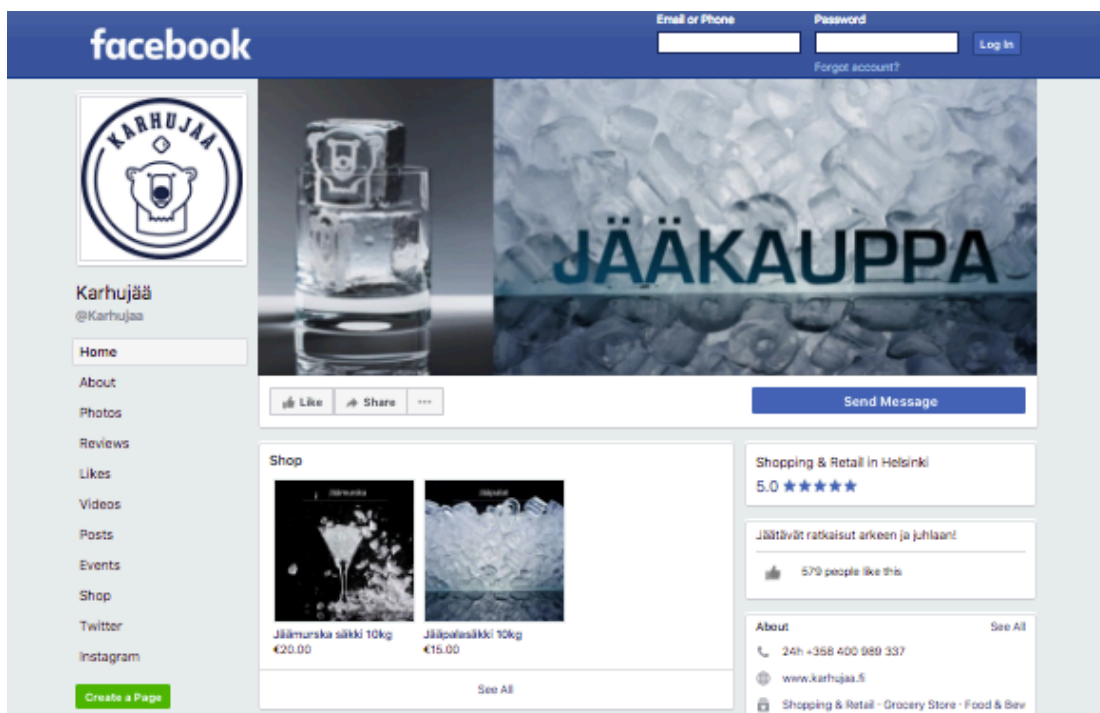 facebook
Email or Phone
Password
Log In
Forgot account?
KARHUJAA
JÄÄKAUPPA
Karhujää
@Karhujaa
Home
About
Photos
Reviews
Likes
Videos
Posts
Events
Shop
Twitter
Instagram
Create a Page
Like
Share
Send Message
Shop
Jäämurska
Jääpalat
Jäämurska säkki 10kg
€20.00
Jääpalasäkki 10kg
€15.00
See All
Shopping & Retail in Helsinki
5.0
Jäätävät ratkaisut arkeen ja juhlaan!
579 people like this
About
See All
24h +358 400 989 337
www.karhujaa.fi
Shopping & Retail · Grocery Store · Food & Bev